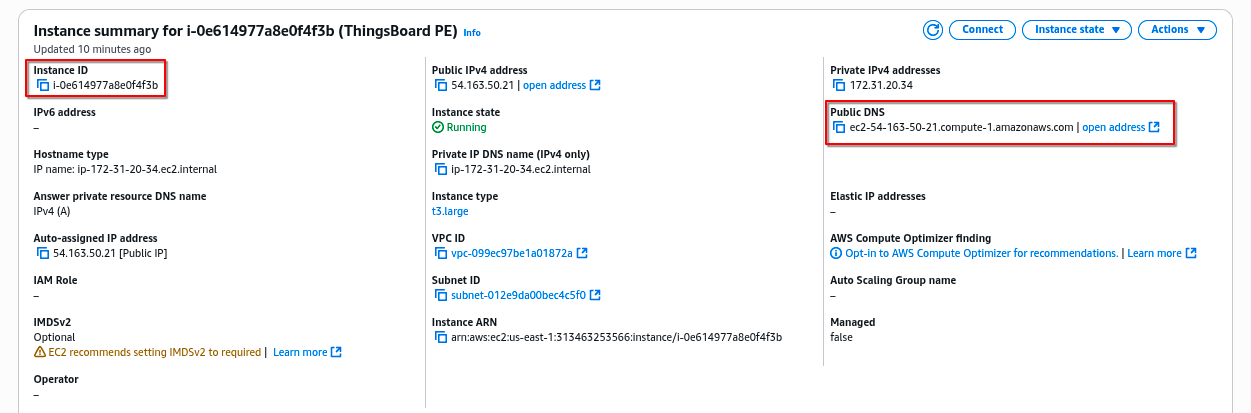 Instance summary for i-0e614977a8e0f4f3b (ThingsBoard PE) Info
Updated 10 minutes ago
Connect
Instance state
Actions
Instance ID
i-0e614977a8e0f4f3b
Public IPv4 address
54.163.50.21 | open address
Private IPv4 addresses
172.31.20.34
IPv6 address
–
Instance state
Running
Public DNS
ec2-54-163-50-21.compute-1.amazonaws.com | open address
Hostname type
IP name: ip-172-31-20-34.ec2.internal
Private IP DNS name (IPv4 only)
ip-172-31-20-34.ec2.internal
Answer private resource DNS name
IPv4 (A)
Instance type
t3.large
Elastic IP addresses
–
Auto-assigned IP address
54.163.50.21 [Public IP]
VPC ID
vpc-099ec97be1a01872a
AWS Compute Optimizer finding
Opt-in to AWS Compute Optimizer for recommendations. | Learn more
IAM Role
–
Subnet ID
subnet-012e9da00bec4c5f0
Auto Scaling Group name
–
IMDSv2
Optional
EC2 recommends setting IMDSv2 to required | Learn more
Instance ARN
arn:aws:ec2:us-east-1:313463253566:instance/i-0e614977a8e0f4f3b
Managed
false
Operator
–